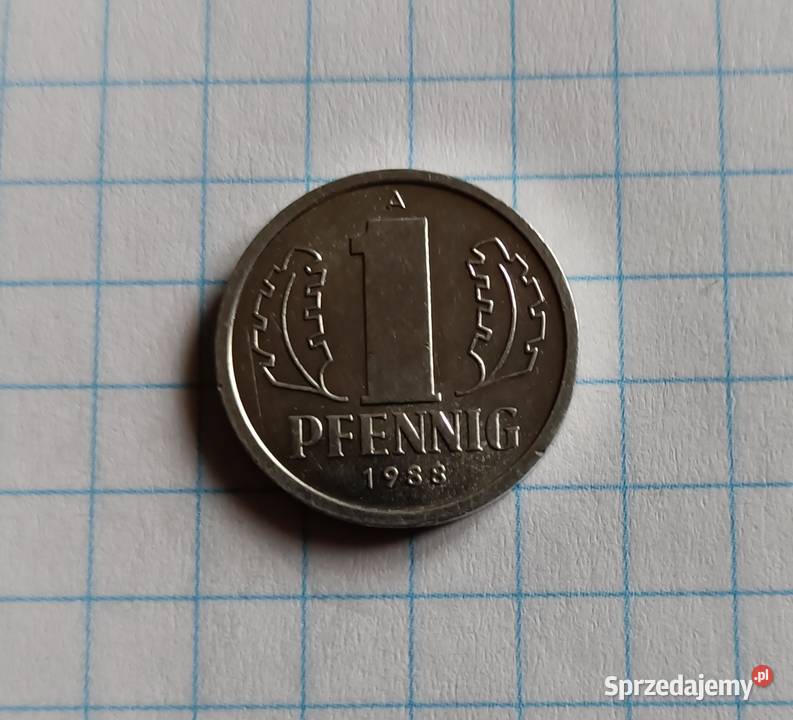 A
1
PFENNIG
1988
Sprzedajemy.pl